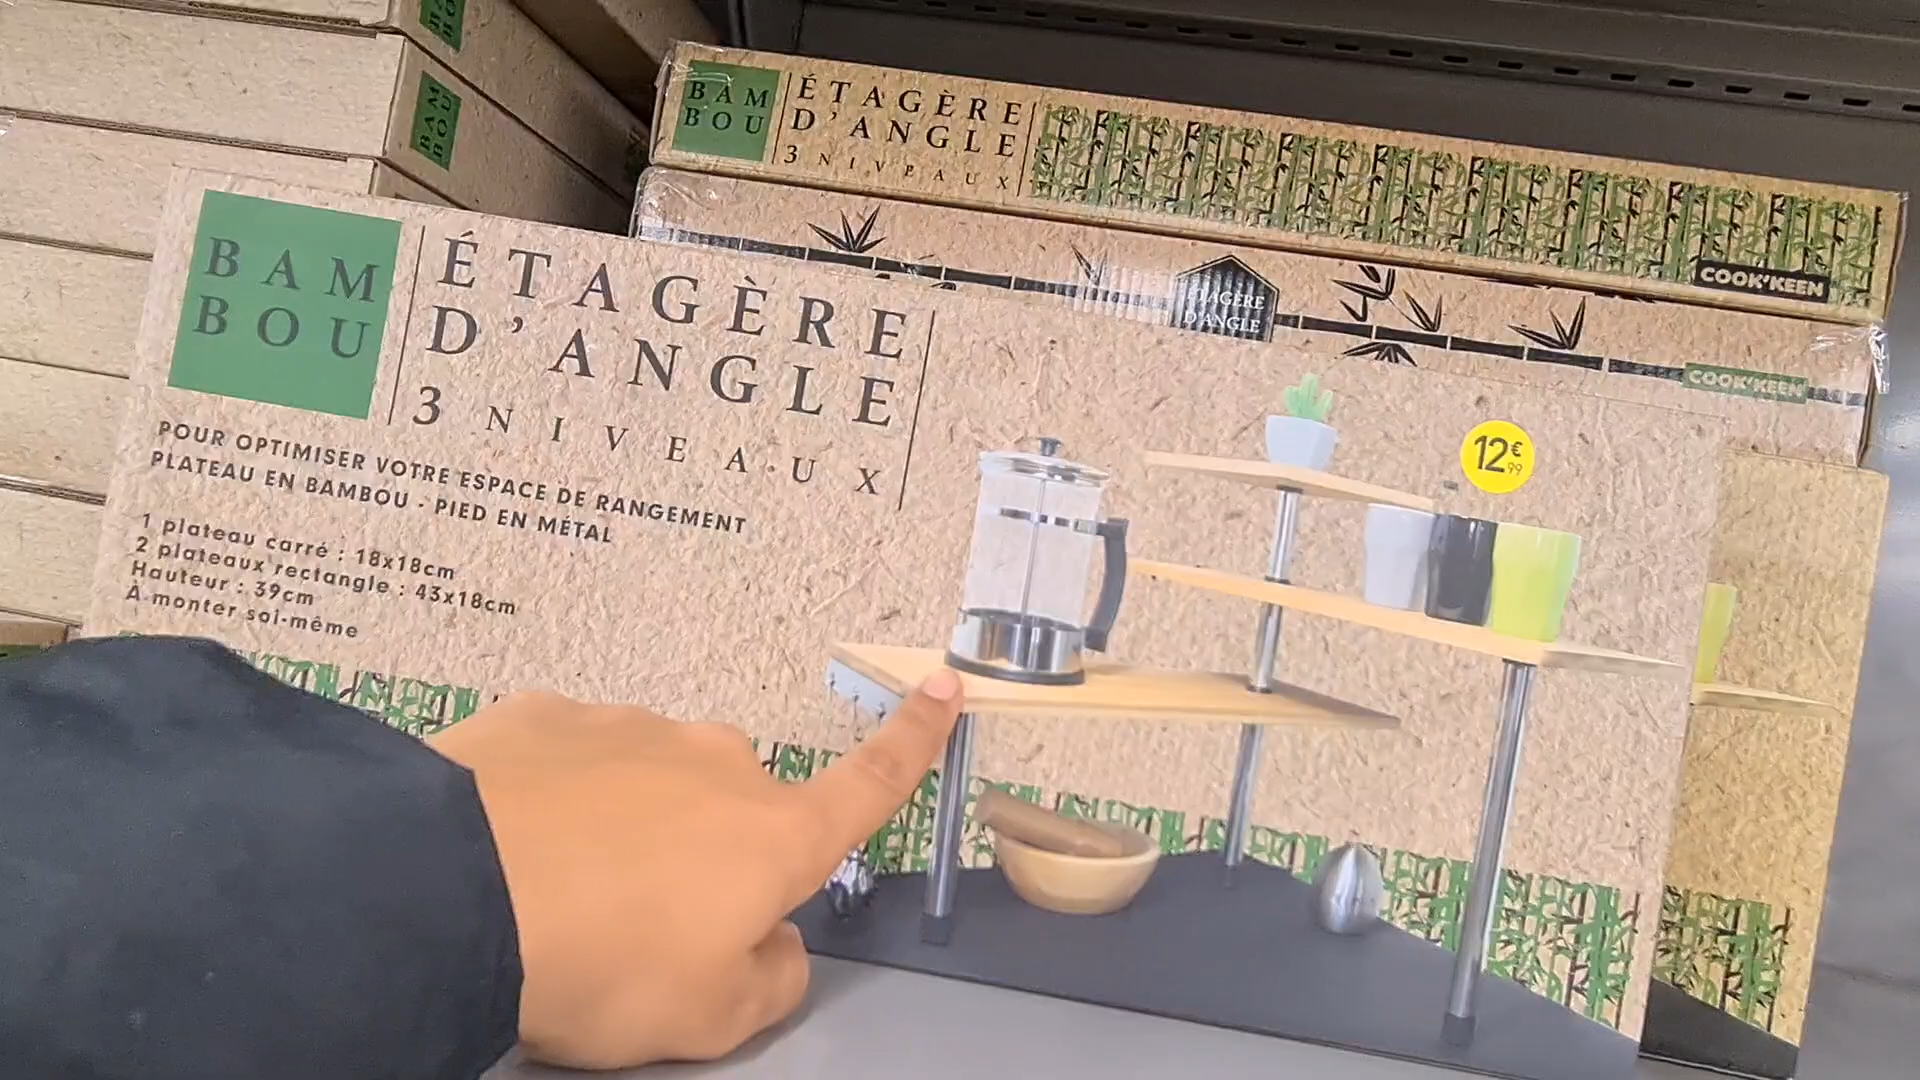 BAM
BOU
BAM
BOU
ÉTAGÈRE
D'ANGLE
3 NIVEAUX
COOK'KEEN
ÉTAGÈRE
D'ANGLE
COOK'KEEN
BAM
BOU
ÉTAGÈRE
D'ANGLE
3 NIVEAUX
POUR OPTIMISER VOTRE ESPACE DE RANGEMENT
PLATEAU EN BAMBOU - PIED EN MÉTAL
1 plateau carré : 18x18cm
2 plateaux rectangle : 43x18cm
Hauteur : 39cm
À monter soi-même
12€99